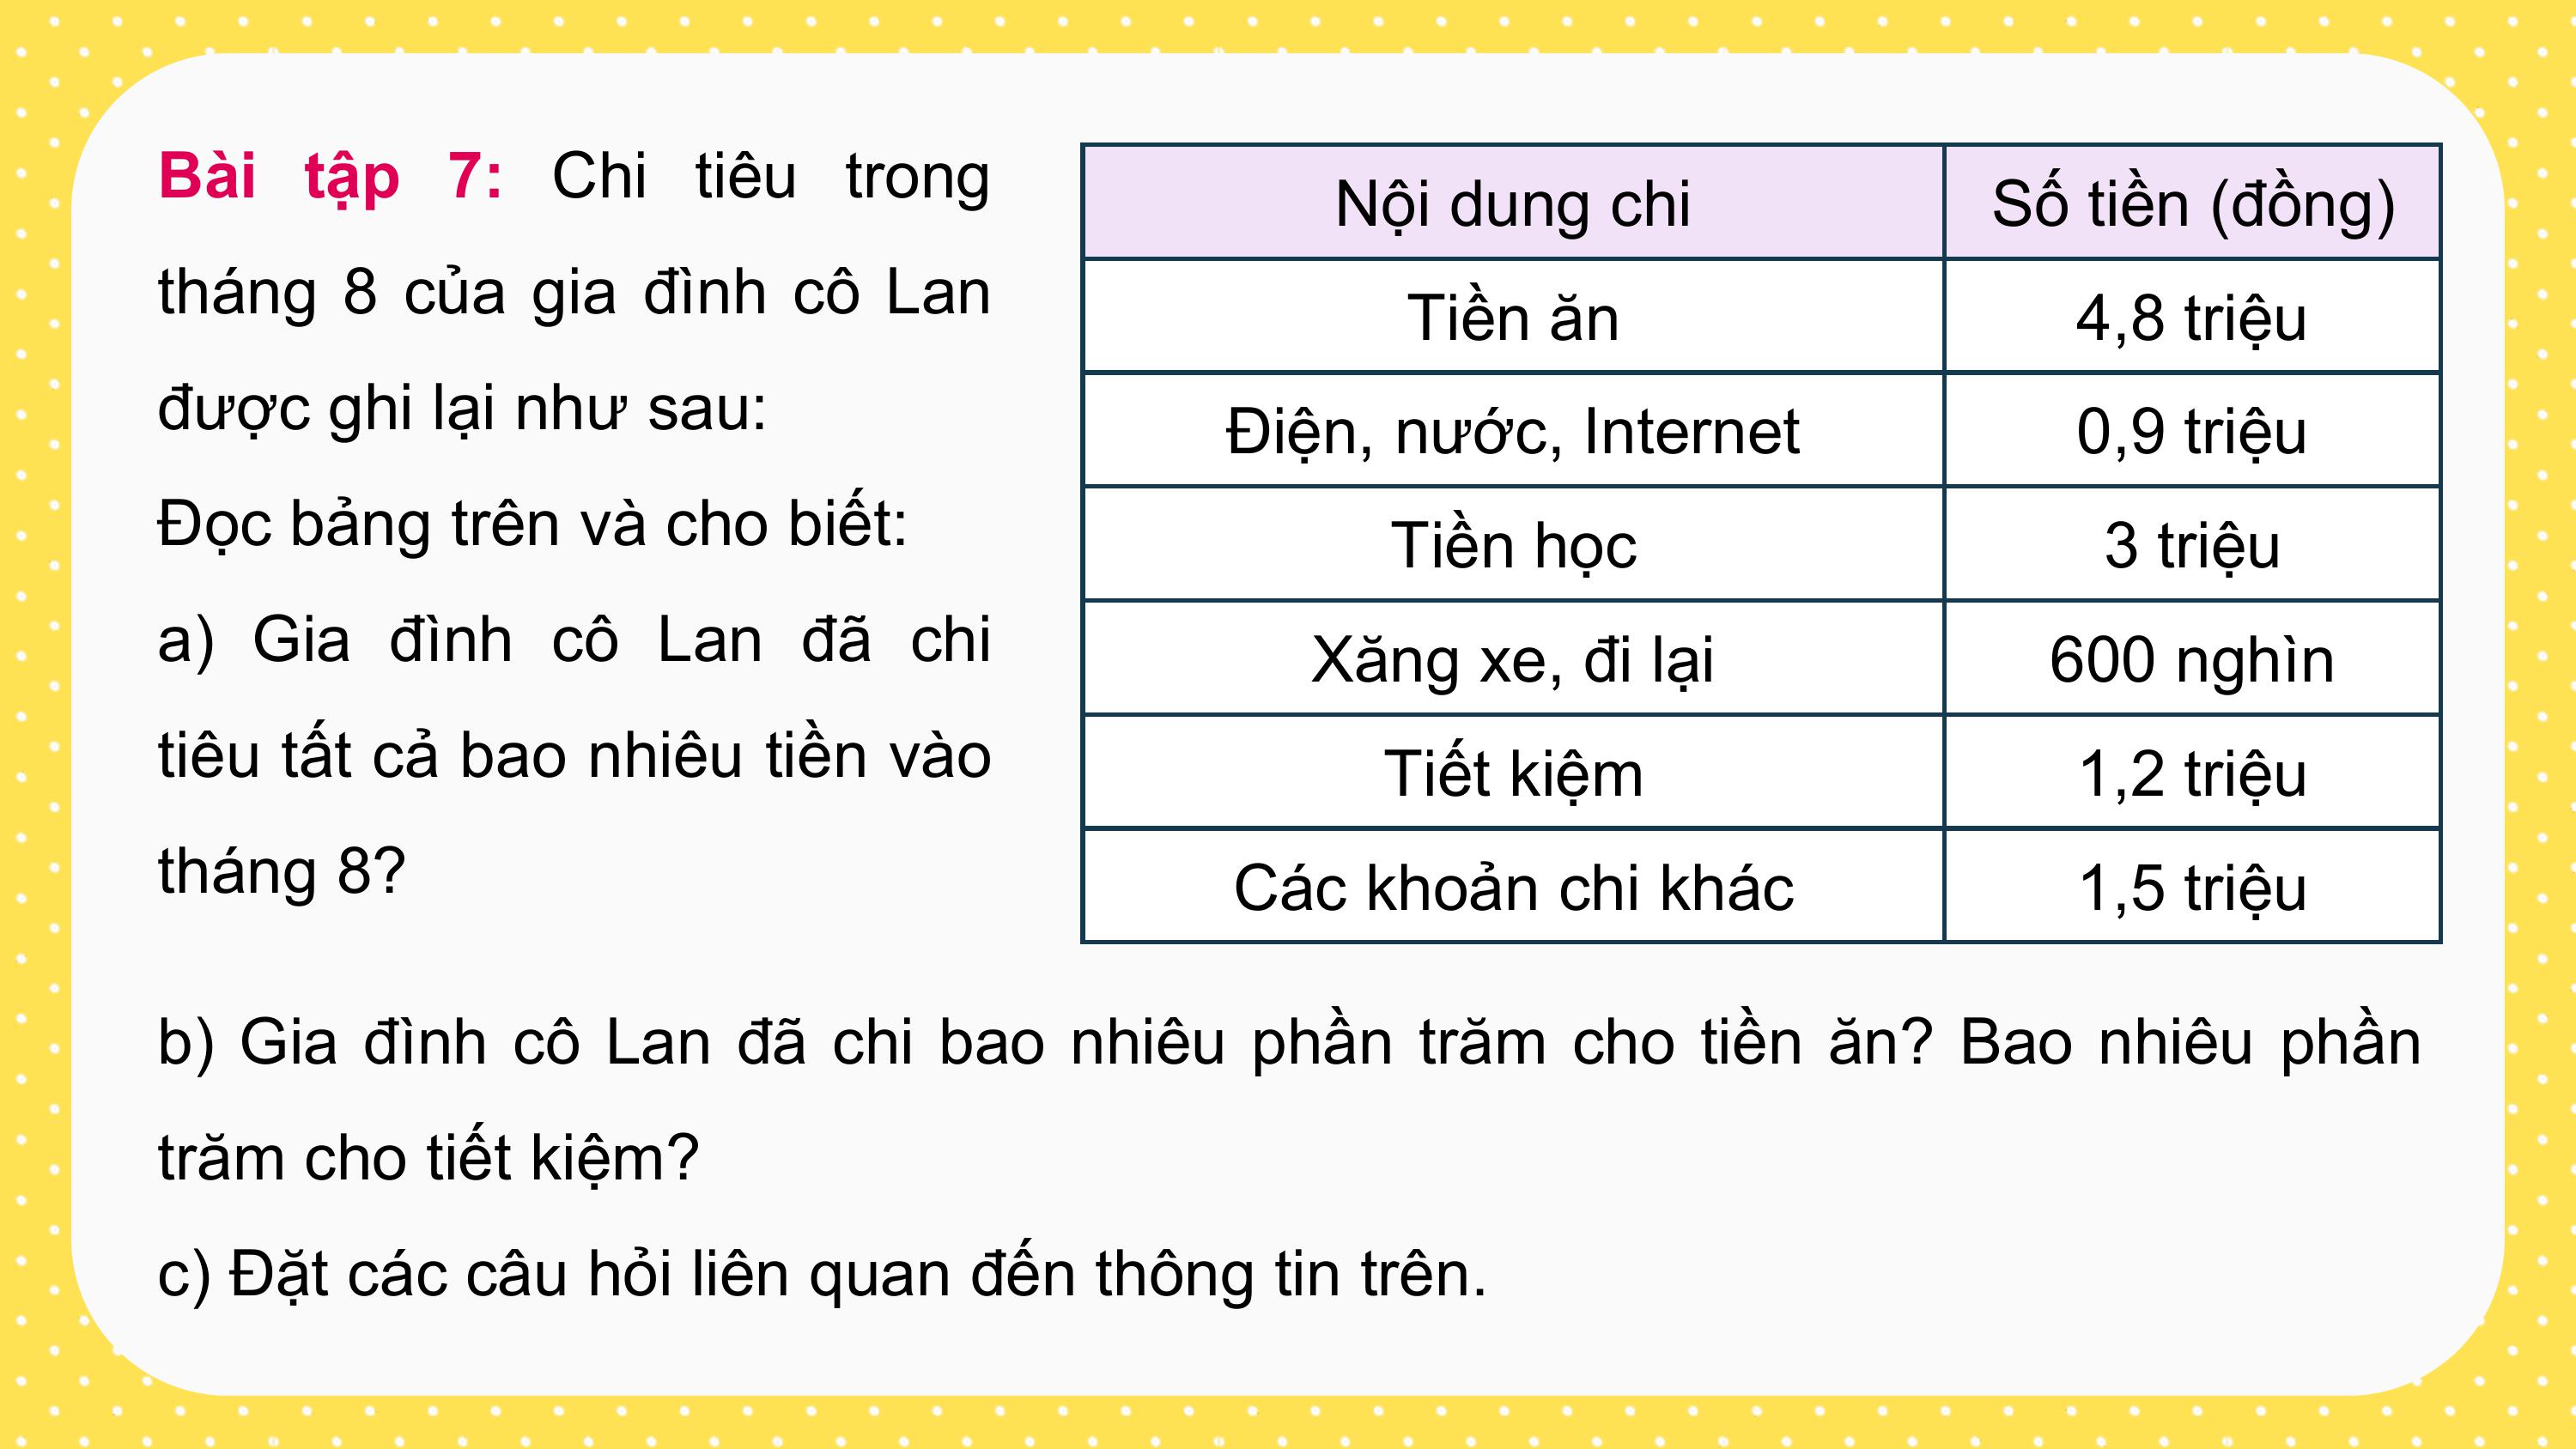 Bài tập 7: Chi tiêu trong
tháng 8 của gia đình cô Lan
được ghi lại như sau:
Đọc bảng trên và cho biết:
a) Gia đình cô Lan đã chi
tiêu tất cả bao nhiêu tiền vào
tháng 8?
Nội dung chi Số tiền (đồng)
Tiền ăn 4,8 triệu
Điện, nước, Internet 0,9 triệu
Tiền học 3 triệu
Xăng xe, đi lại 600 nghìn
Tiết kiệm 1,2 triệu
Các khoản chi khác 1,5 triệu
b) Gia đình cô Lan đã chi bao nhiêu phần trăm cho tiền ăn? Bao nhiêu phần
trăm cho tiết kiệm?
c) Đặt các câu hỏi liên quan đến thông tin trên.